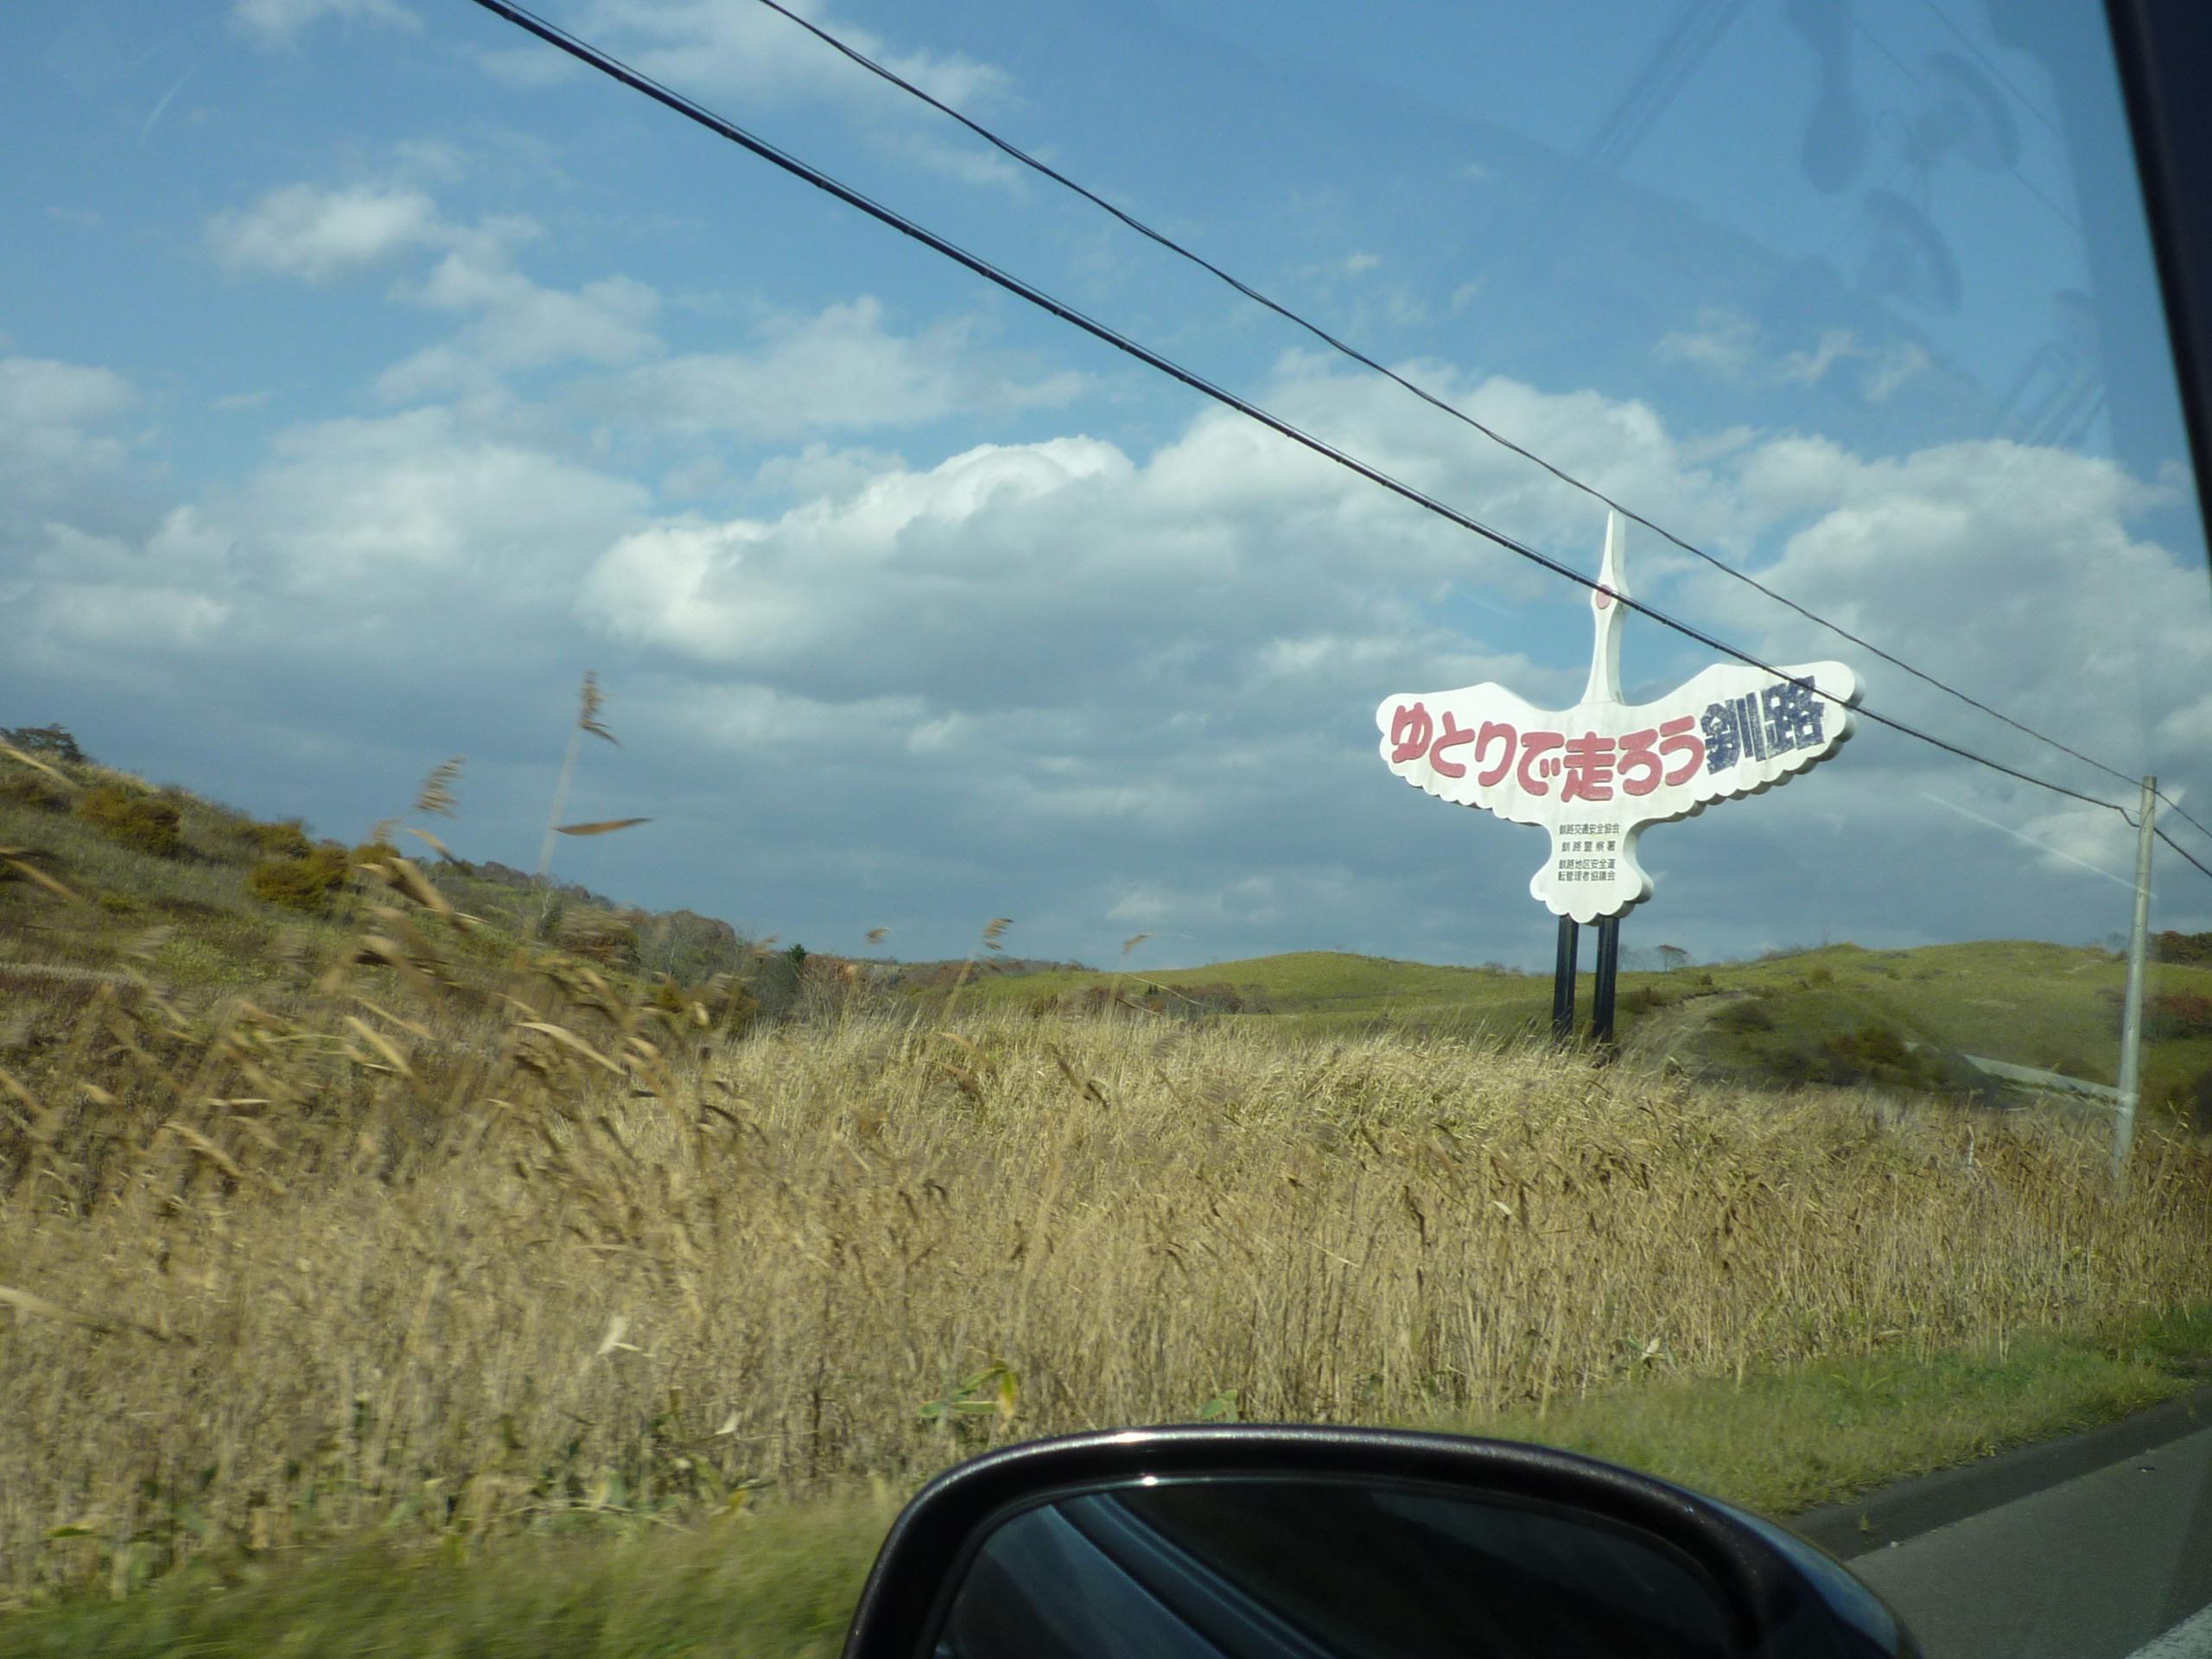 ゆとりで走ろう釧路
釧路交通安全協会
釧路警察署
釧路地区安全運
転管理者協議会